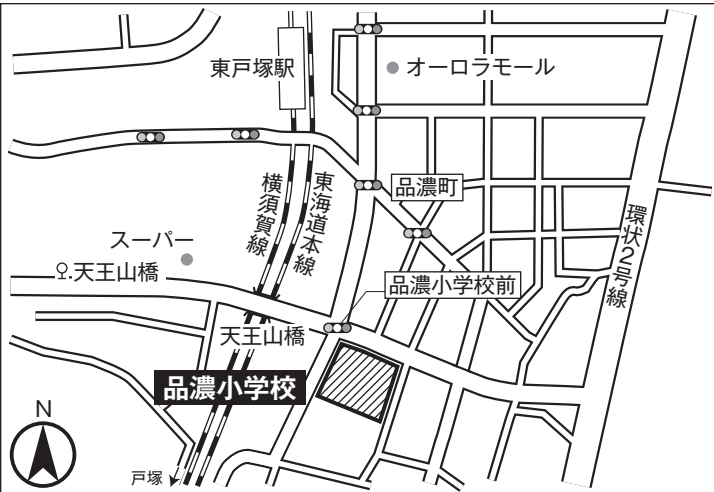 東戸塚駅
オーロラモール
品濃町
横須賀線
東海道本線
環状2号線
スーパー
天王山橋
品濃小学校前
天王山橋
品濃小学校
N
戸塚